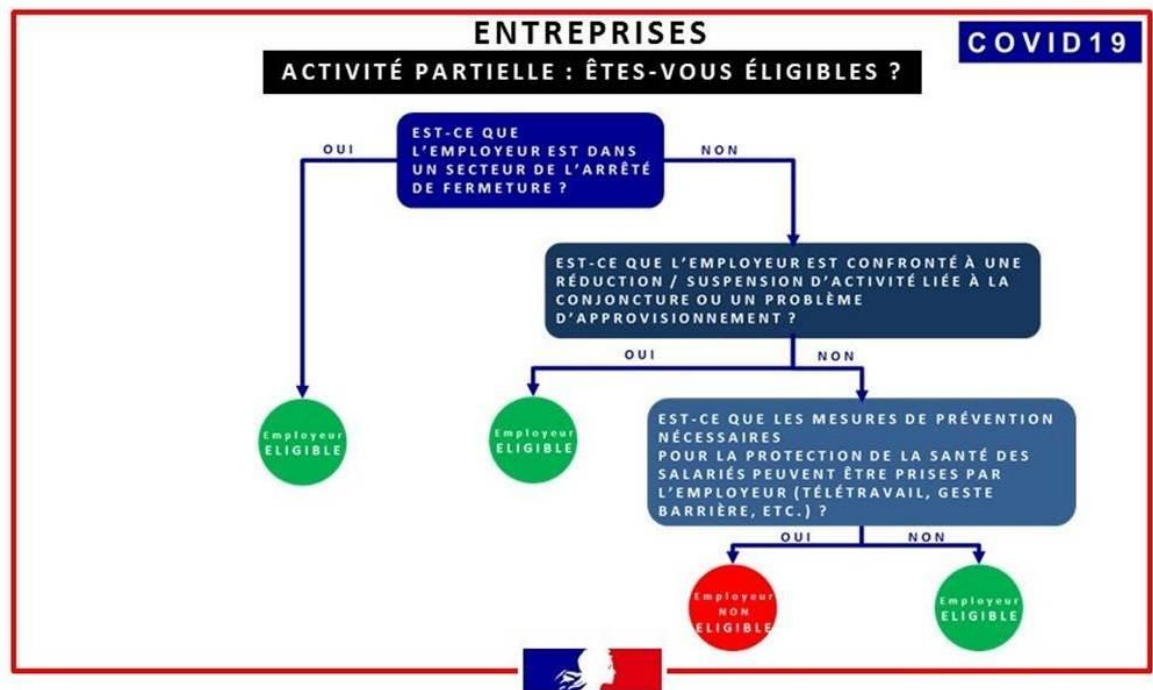 ENTREPRISES
COVID19
ACTIVITÉ PARTIELLE : ÊTES-VOUS ÉLIGIBLES ?
EST-CE QUE
L'EMPLOYEUR EST DANS
UN SECTEUR DE L'ARRÊTÉ
DE FERMETURE ?
OUI
NON
EST-CE QUE L'EMPLOYEUR EST CONFRONTÉ À UNE
RÉDUCTION / SUSPENSION D'ACTIVITÉ LIÉE À LA
CONJONCTURE OU UN PROBLÈME
D'APPROVISIONNEMENT ?
OUI
NON
Employeur
ELIGIBLE
Employeur
ELIGIBLE
EST-CE QUE LES MESURES DE PRÉVENTION
NÉCESSAIRES
POUR LA PROTECTION DE LA SANTÉ DES
SALARIÉS PEUVENT ÊTRE PRISES PAR
L'EMPLOYEUR (TÉLÉTRAVAIL, GESTE
BARRIÈRE, ETC.) ?
OUI
NON
Employeur
NON
ELIGIBLE
Employeur
ELIGIBLE